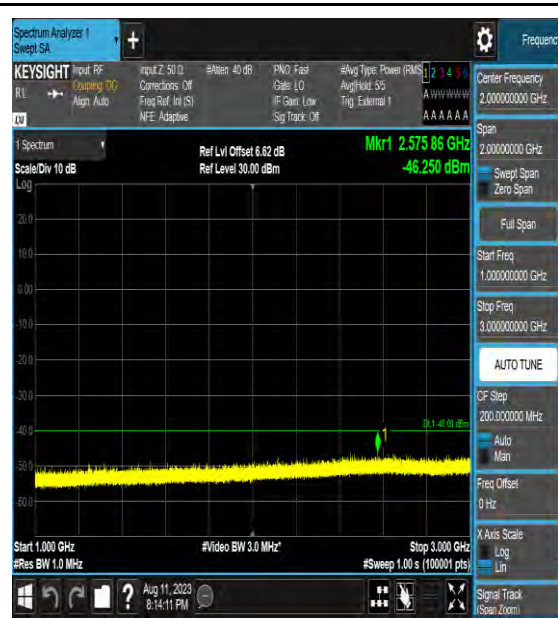 Spectrum Analyzer 1
Swept SA
+
Frequenc
KEYSIGHT
Input: RF
Coupling: DC
Align: Auto
Input Z: 50 Ω
Corrections: Off
Freq Ref: Int (S)
NFE: Adaptive
#Atten: 40 dB
PNO: Fast
Gate: LO
IF Gain: Low
Sig Track: Off
#Avg Type: Power (RMS
Avg|Hold: 5/5
Trig: External 1
1 2 3 4 5 6
A W W W W W
A A A A A A
RL
LW
1 Spectrum
Scale/Div 10 dB
Log
Ref Lvl Offset 6.62 dB
Ref Level 30.00 dBm
Mkr1 2.575 86 GHz
-46.250 dBm
20.0
10.0
0.00
-10.0
-20.0
-30.0
-40.0
-50.0
-60.0
DL1 -40.00 dBm
1
Start 1.000 GHz
#Res BW 1.0 MHz
#Video BW 3.0 MHz*
Stop 3.000 GHz
#Sweep 1.00 s (100001 pts)
?
Aug 11, 2023
8:14:11 PM
Center Frequency
2.000000000 GHz
Span
2.00000000 GHz
Swept Span
Zero Span
Full Span
Start Freq
1.000000000 GHz
Stop Freq
3.000000000 GHz
AUTO TUNE
CF Step
200.000000 MHz
Auto
Man
Freq Offset
0 Hz
X Axis Scale
Log
Lin
Signal Track
(Span Zoom)